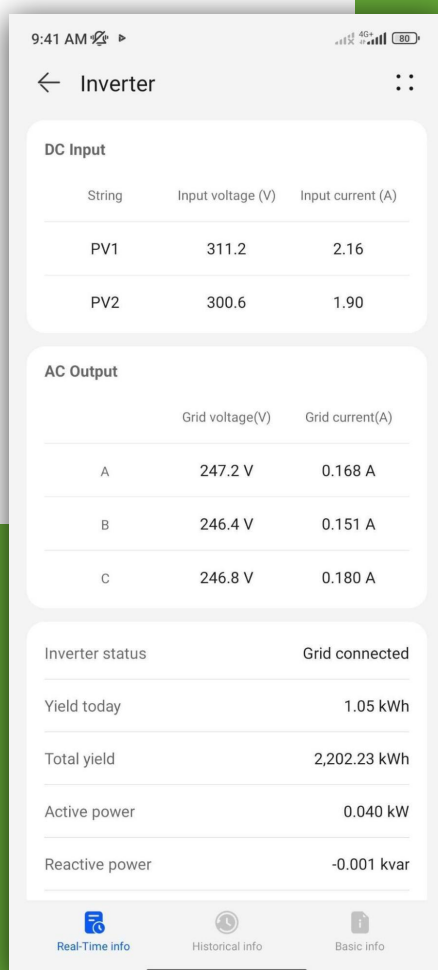 9:41 AM 4G+ 80
Inverter
DC Input
String Input voltage (V) Input current (A)
PV1 311.2 2.16
PV2 300.6 1.90
AC Output
Grid voltage(V) Grid current(A)
A 247.2 V 0.168 A
B 246.4 V 0.151 A
C 246.8 V 0.180 A
Inverter status Grid connected
Yield today 1.05 kWh
Total yield 2,202.23 kWh
Active power 0.040 kW
Reactive power -0.001 kvar
Real-Time info Historical info Basic info